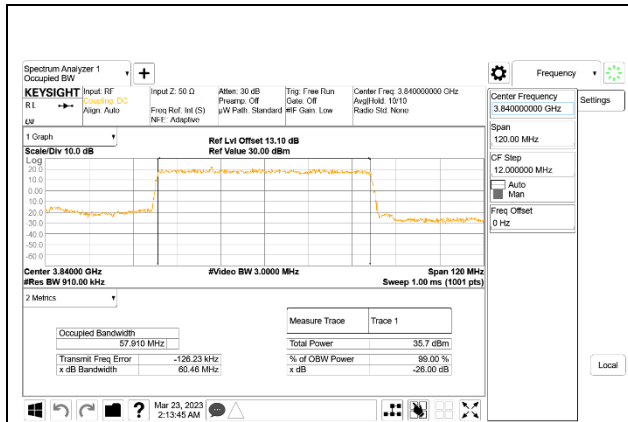 Spectrum Analyzer 1
Occupied BW
▼
+
Frequency
▼
KEYSIGHT
RL
Input: RF
Coupling: DC
Align: Auto
Input Z: 50 Ω
Freq Ref: Int (S)
NFE: Adaptive
Atten: 30 dB
Preamp: Off
µW Path: Standard
Trig: Free Run
Gate: Off
#IF Gain: Low
Center Freq: 3.840000000 GHz
Avg|Hold: 10/10
Radio Std: None
Center Frequency
3.840000000 GHz
Settings
Span
120.00 MHz
CF Step
12.000000 MHz
Auto
Man
Freq Offset
0 Hz
Local
1 Graph
▼
Scale/Div 10.0 dB
Ref Lvl Offset 13.10 dB
Ref Value 30.00 dBm
Log
20.0
10.0
0.00
-10.0
-20.0
-30.0
-40.0
-50.0
-60.0
Center 3.84000 GHz
#Video BW 3.0000 MHz
Span 120 MHz
#Res BW 910.00 kHz
Sweep 1.00 ms (1001 pts)
2 Metrics
▼
Occupied Bandwidth
57.910 MHz
Transmit Freq Error -126.23 kHz
x dB Bandwidth 60.46 MHz
Measure Trace Trace 1
Total Power 35.7 dBm
% of OBW Power 99.00 %
x dB -26.00 dB
?
Mar 23, 2023
2:13:45 AM